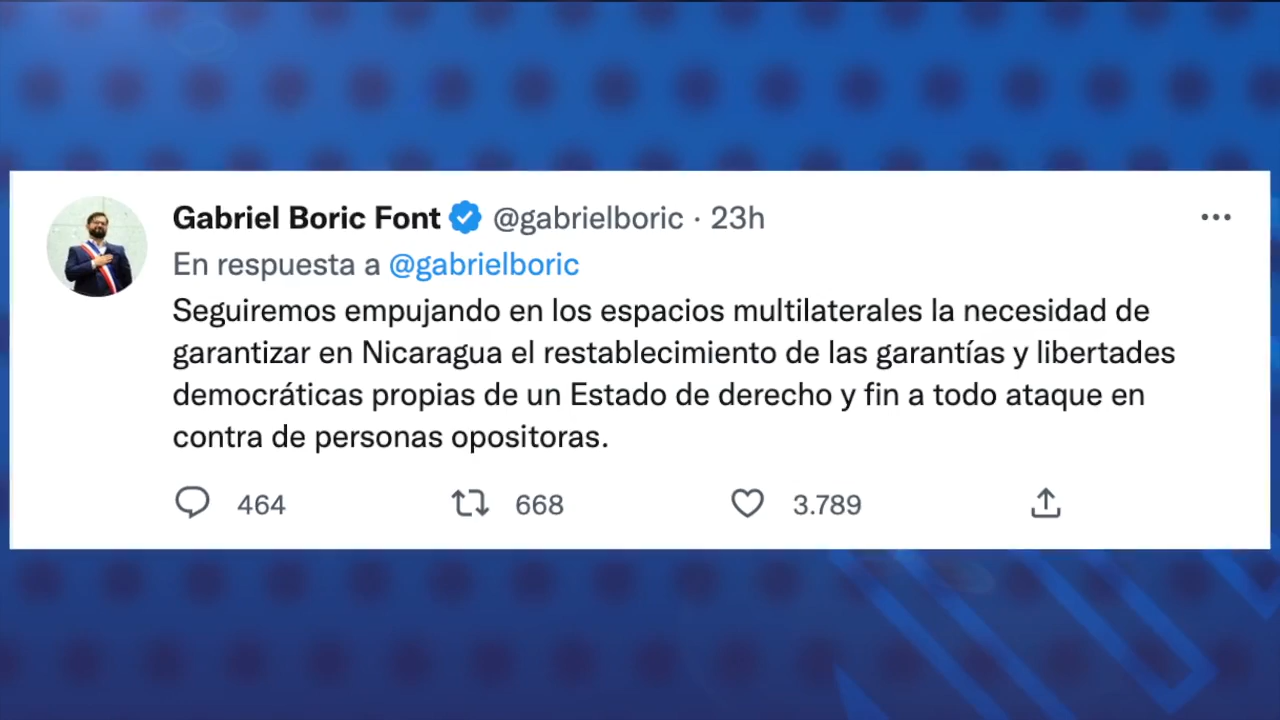 Gabriel Boric Font @gabrielboric · 23h
En respuesta a @gabrielboric
Seguiremos empujando en los espacios multilaterales la necesidad de
garantizar en Nicaragua el restablecimiento de las garantías y libertades
democráticas propias de un Estado de derecho y fin a todo ataque en
contra de personas opositoras.
464 668 3.789